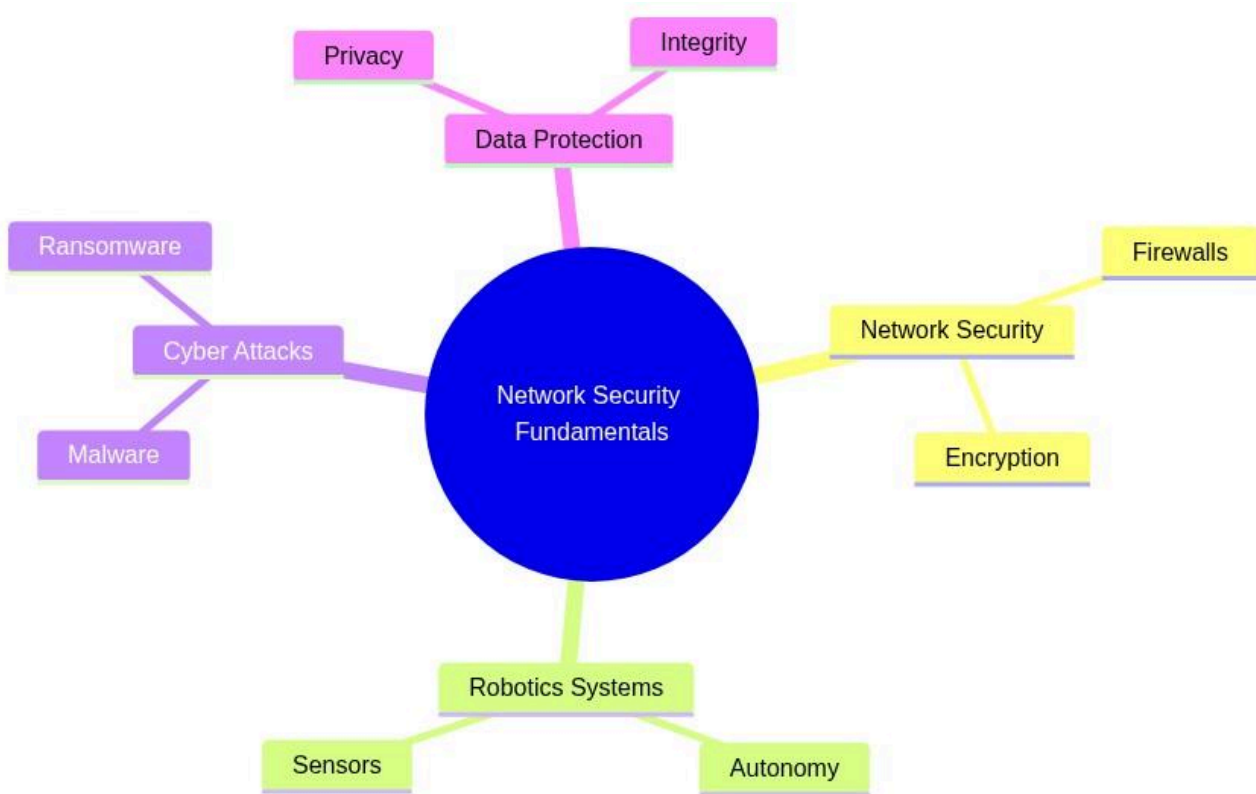 Privacy
Integrity
Data Protection
Ransomware
Cyber Attacks
Malware
Firewalls
Network Security
Encryption
Network Security
Fundamentals
Robotics Systems
Sensors
Autonomy